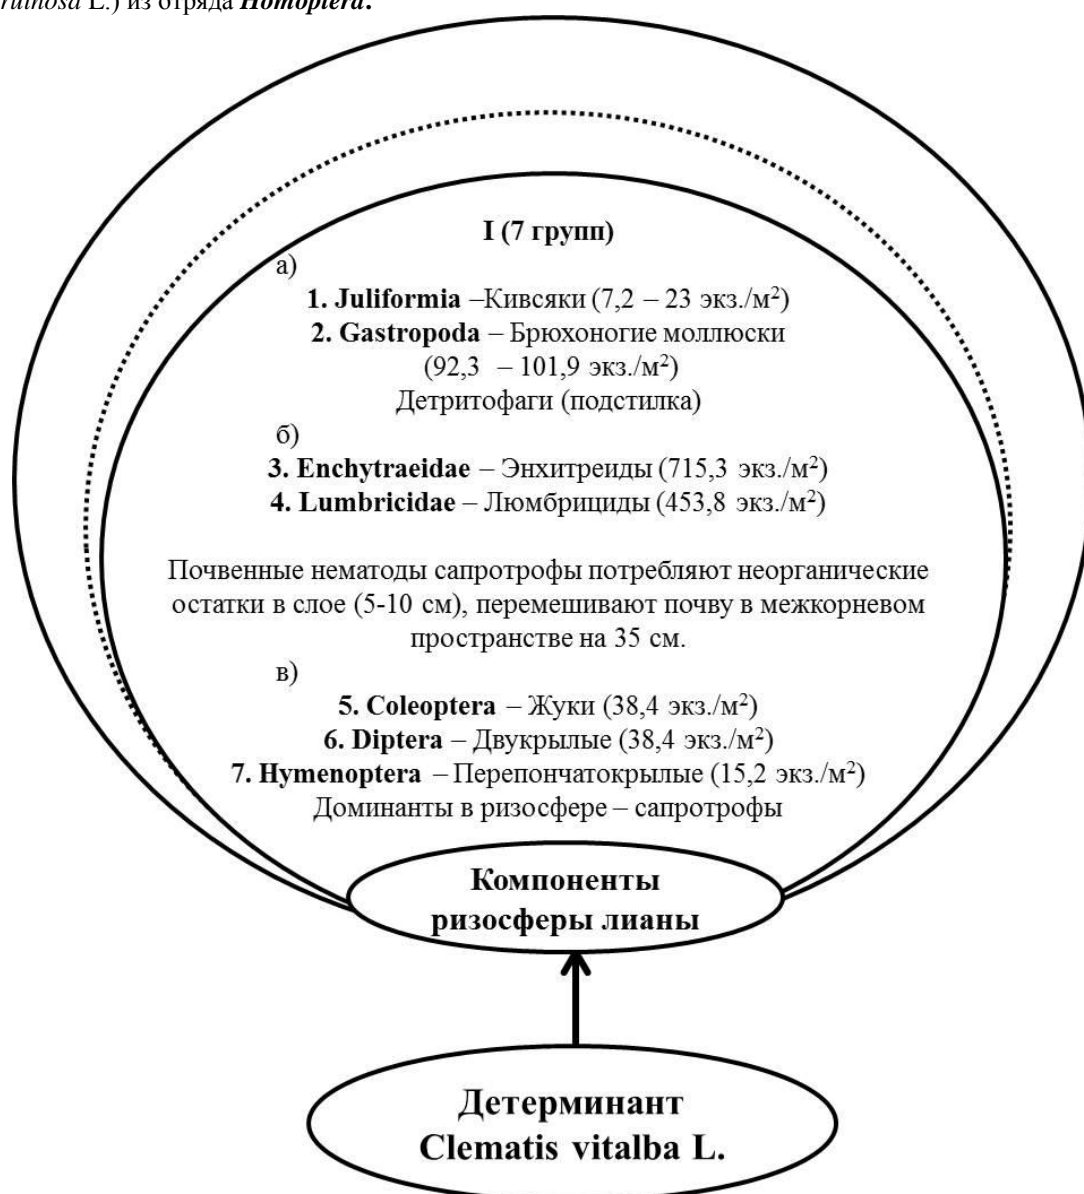 rulnosa L.) из отряда Homoptera.
I (7 групп)
а)
1. Juliformia –Кивсяки (7,2 – 23 экз./м²)
2. Gastropoda – Брюхоногие моллюски
(92,3 – 101,9 экз./м²)
Детритофаги (подстилка)
б)
3. Enchytraeidae – Энхитреиды (715,3 экз./м²)
4. Lumbricidae – Люмбрициды (453,8 экз./м²)
Почвенные нематоды сапротрофы потребляют неорганические
остатки в слое (5-10 см), перемешивают почву в межкорневом
пространстве на 35 см.
в)
5. Coleoptera – Жуки (38,4 экз./м²)
6. Diptera – Двукрылые (38,4 экз./м²)
7. Hymenoptera – Перепончатокрылые (15,2 экз./м²)
Доминанты в ризосфере – сапротрофы
Компоненты
ризосферы лианы
Детерминант
Clematis vitalba L.